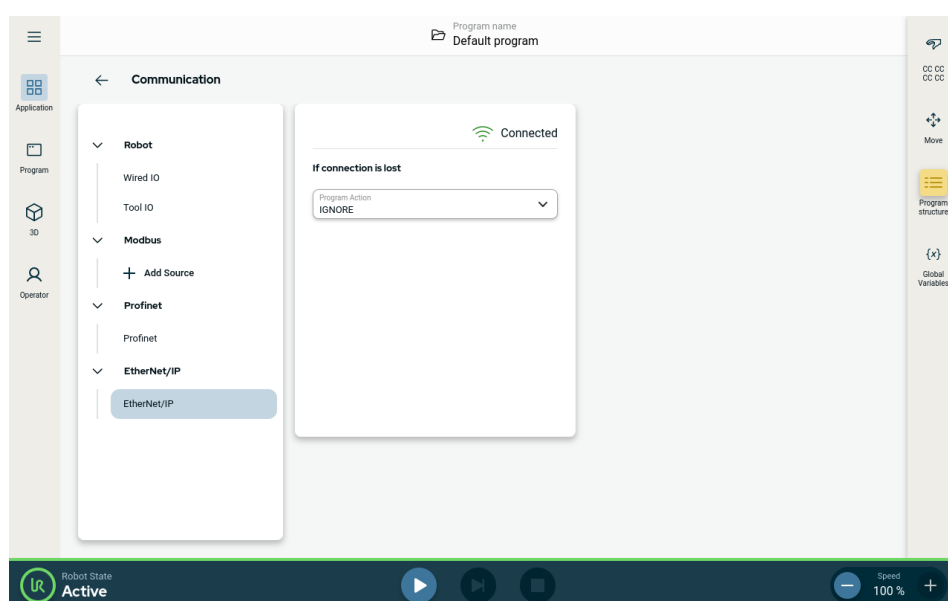 Program name
Default program
Application
Program
3D
Operator
Communication
Robot
Wired IO
Tool IO
Modbus
Add Source
Profinet
Profinet
EtherNet/IP
EtherNet/IP
Connected
If connection is lost
Program Action
IGNORE
CC CC
CC CC
Move
Program
structure
{x}
Global
Variables
Robot State
Active
Speed
100 %